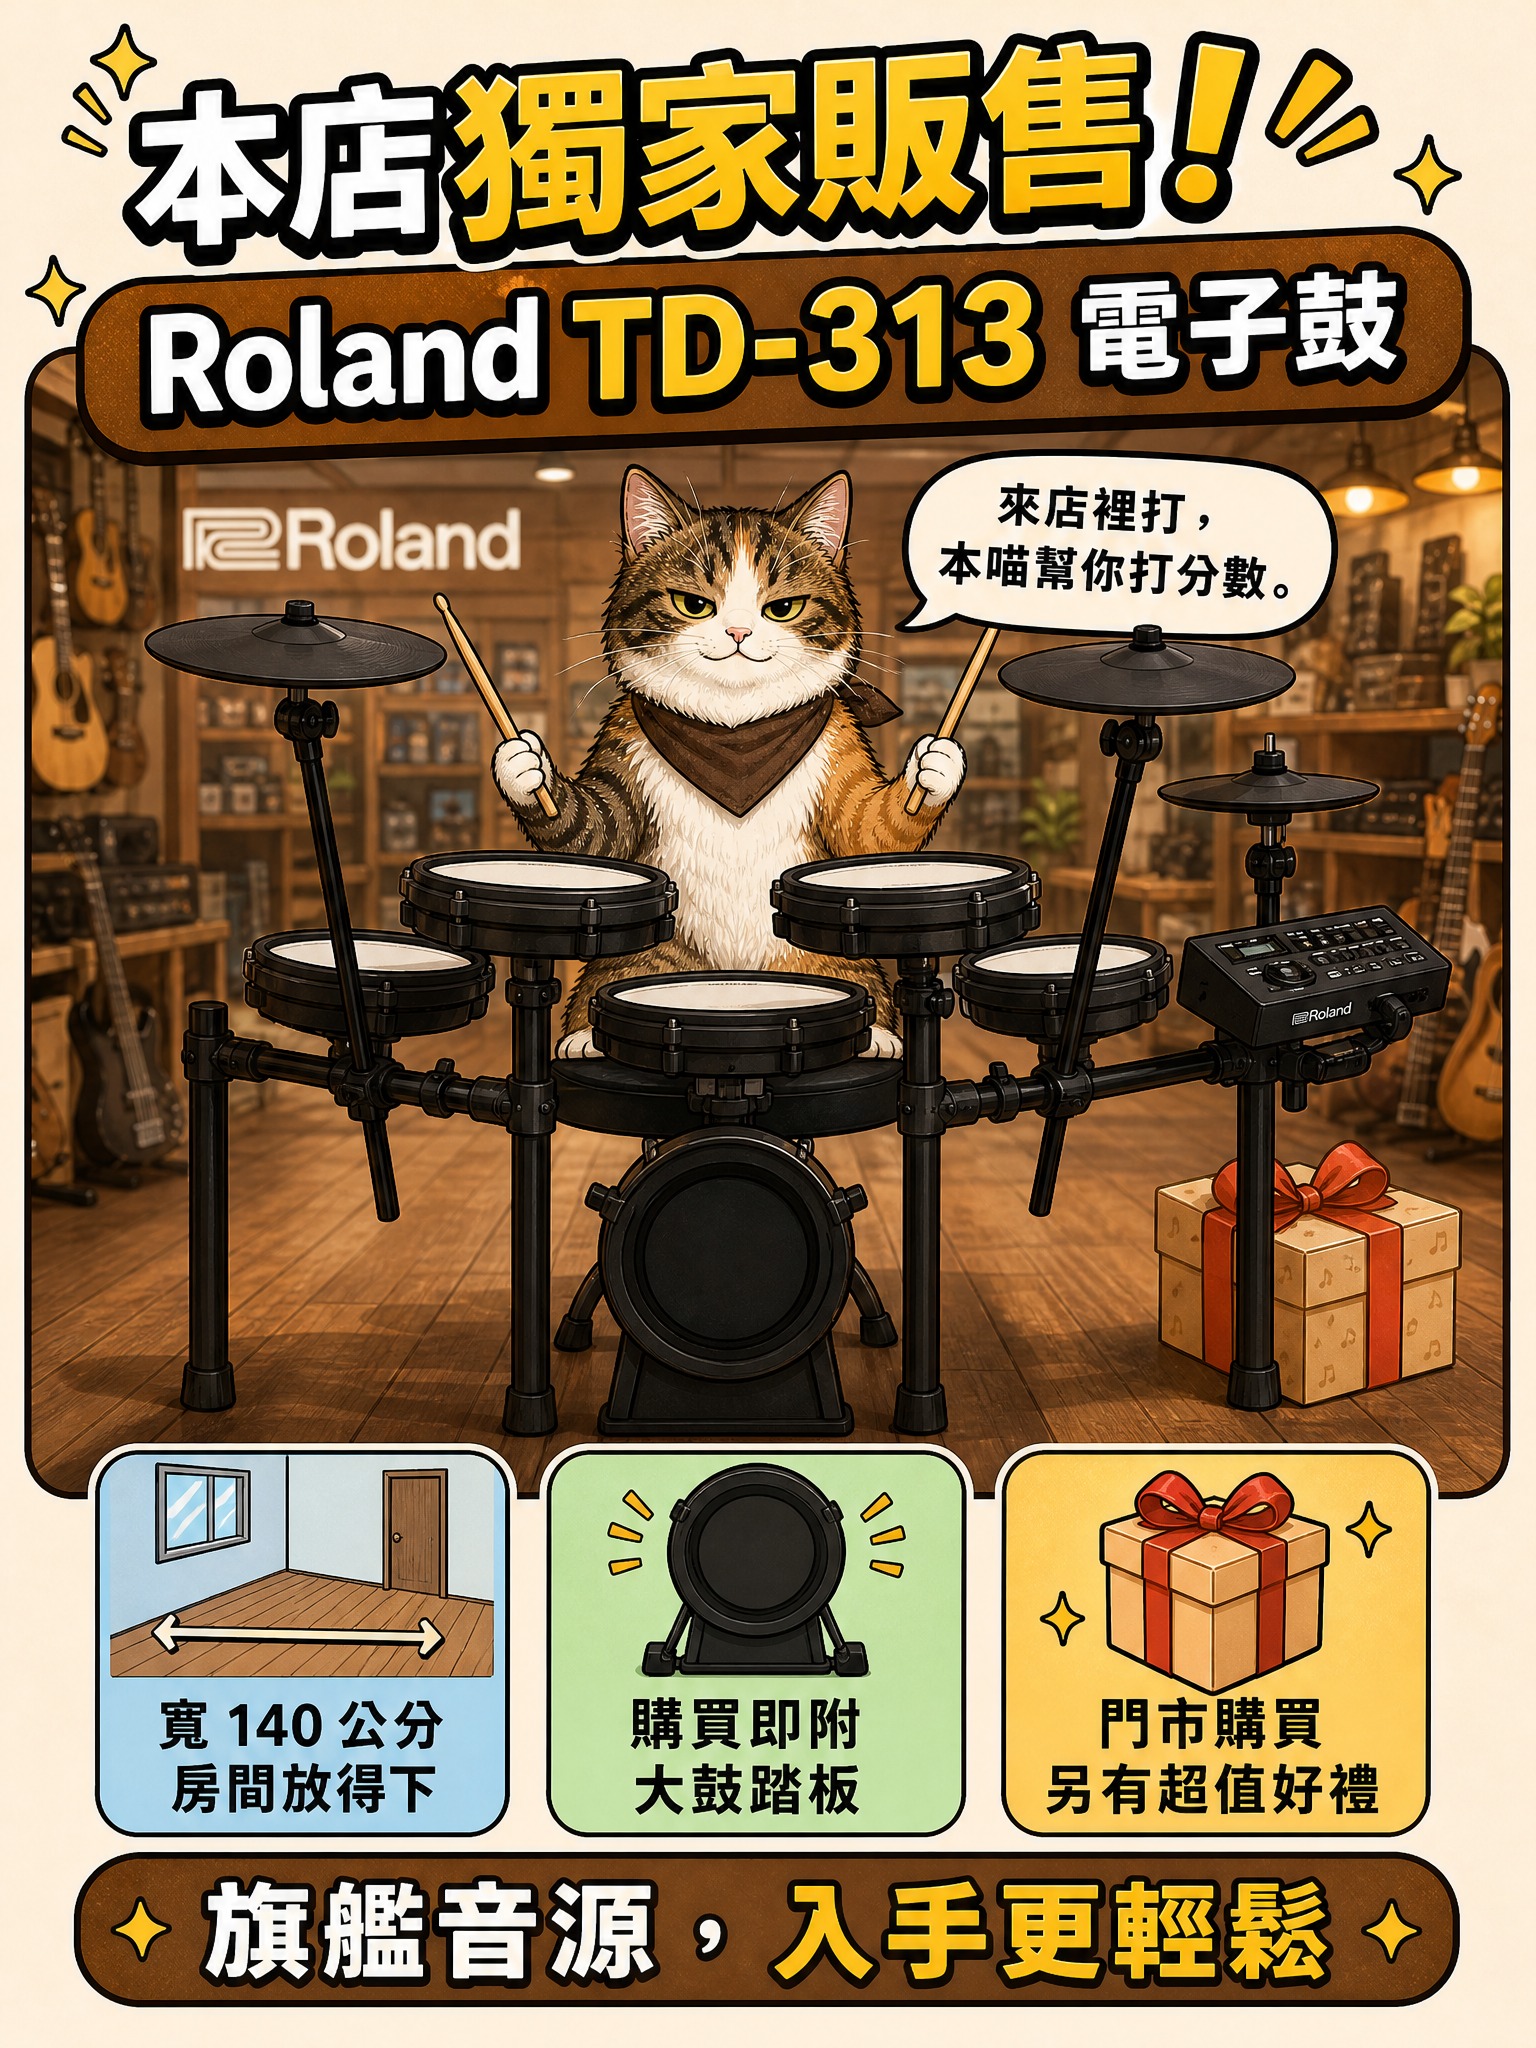 本店獨家販售!
Roland TD-313 電子鼓
Roland
來店裡打，
本喵幫你打分數。
Roland
寬 140 公分
房間放得下
購買即附
大鼓踏板
門市購買
另有超值好禮
旗艦音源，入手更輕鬆